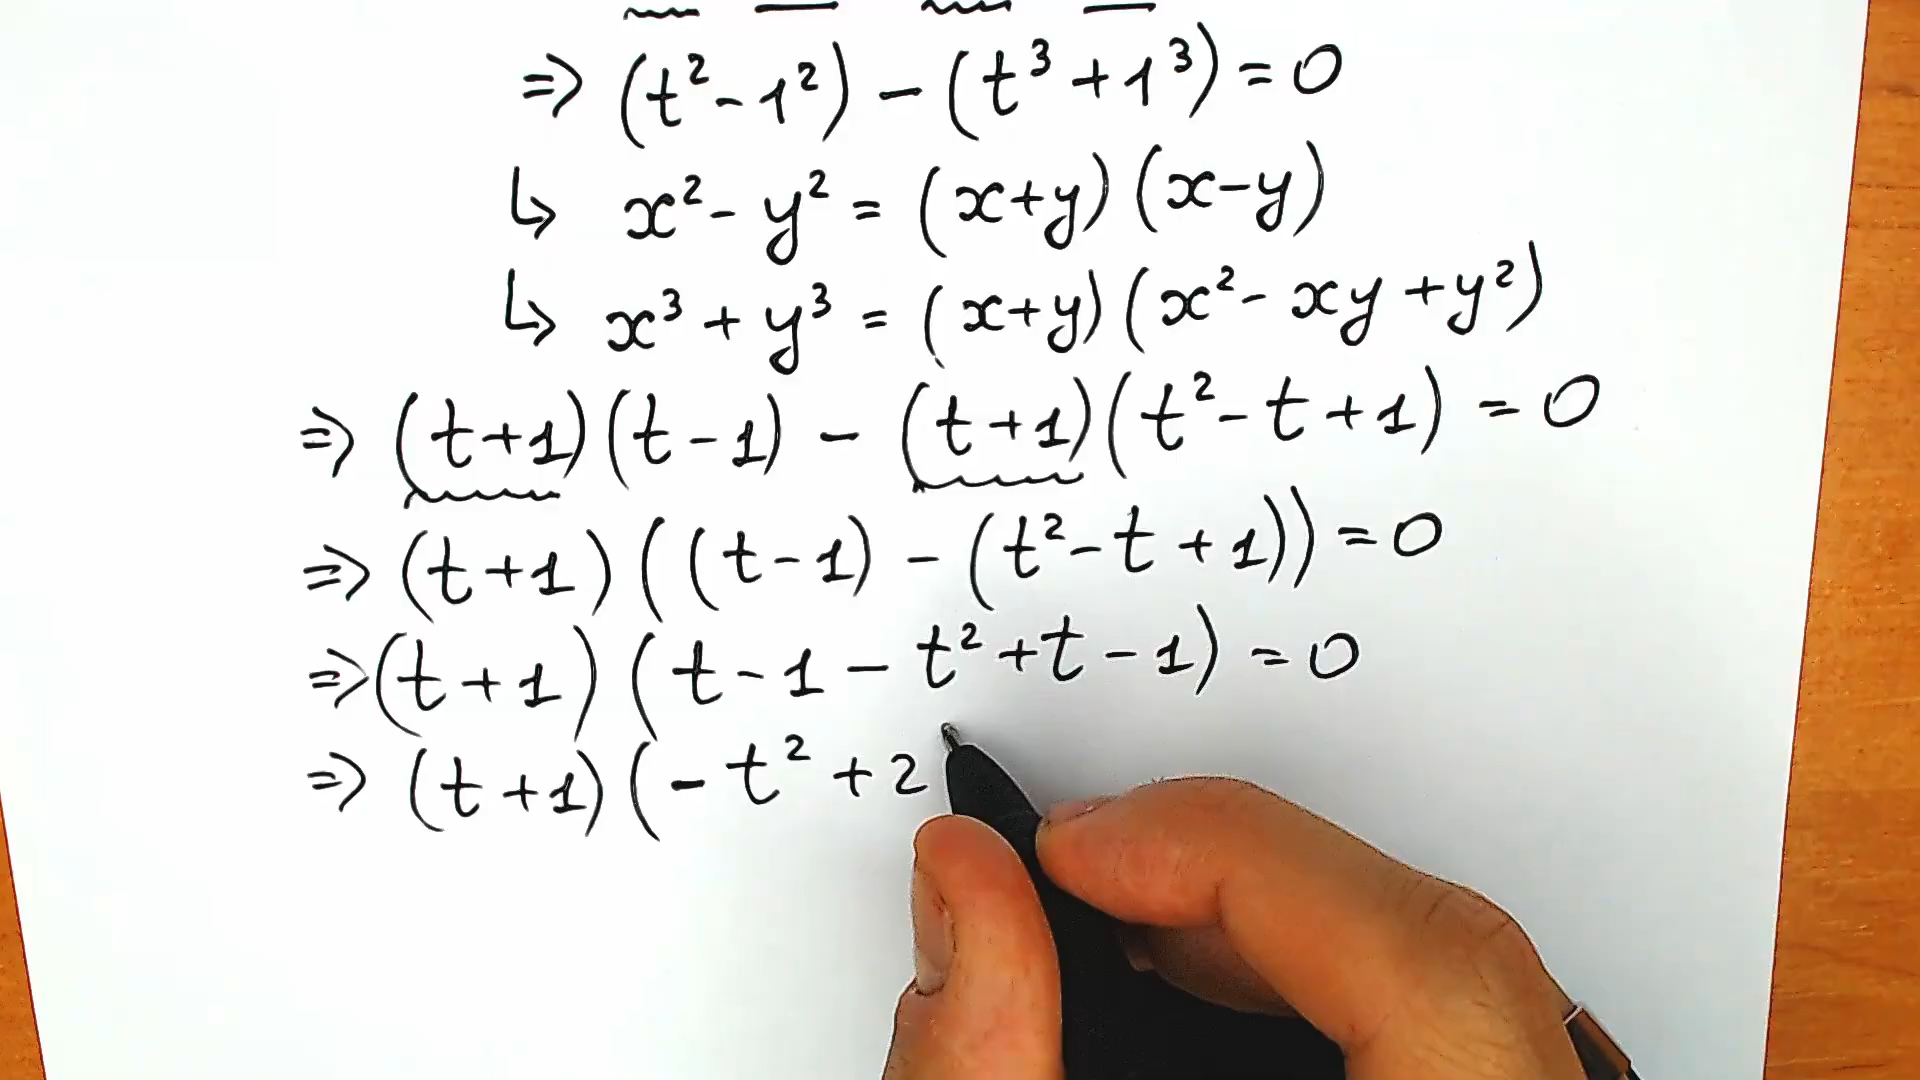 => (t²-1²) - (t³+1³) = 0
↳ x² - y² = (x+y)(x-y)
↳ x³ + y³ = (x+y)(x² - xy + y²)
=> (t+1)(t-1) - (t+1)(t² - t + 1) = 0
=> (t+1)((t-1) - (t² - t + 1)) = 0
=> (t+1)(t - 1 - t² + t - 1) = 0
=> (t+1)(-t² + 2